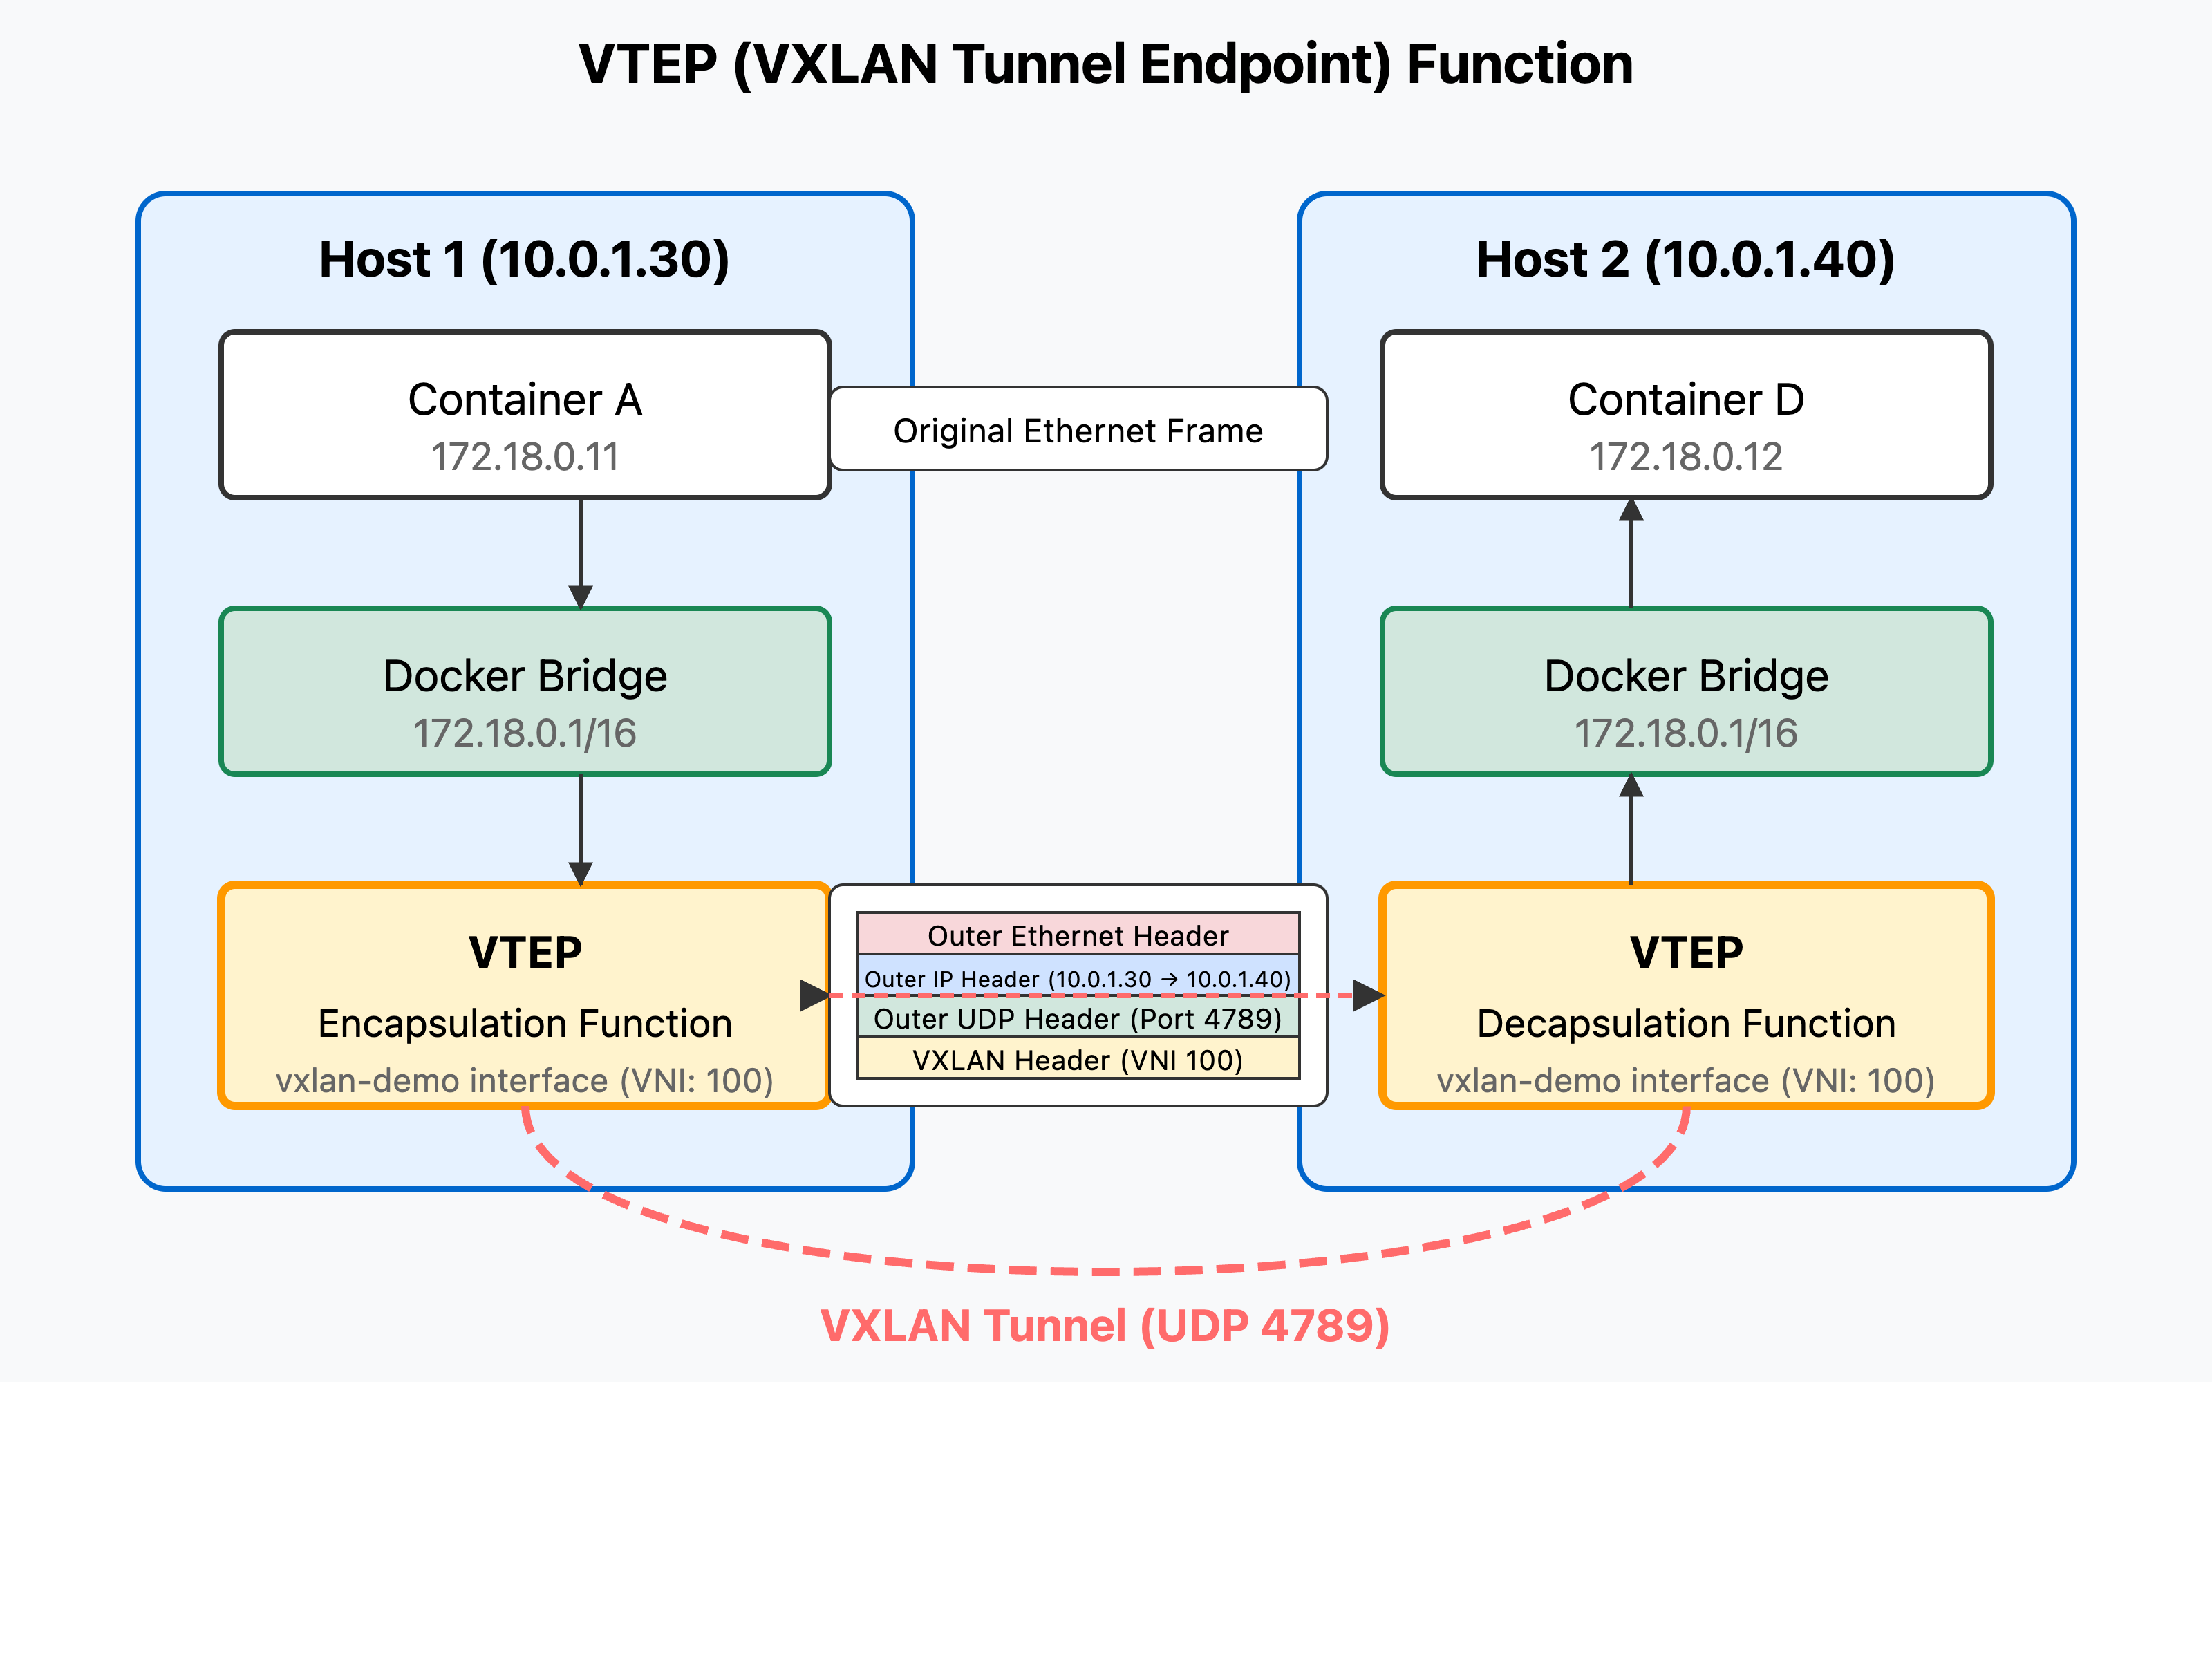 VTEP (VXLAN Tunnel Endpoint) Function
Host 1 (10.0.1.30)
Container A
172.18.0.11
Docker Bridge
172.18.0.1/16
VTEP
Encapsulation Function
vxlan-demo interface (VNI: 100)
Original Ethernet Frame
Outer Ethernet Header
Outer IP Header (10.0.1.30 → 10.0.1.40)
Outer UDP Header (Port 4789)
VXLAN Header (VNI 100)
Host 2 (10.0.1.40)
Container D
172.18.0.12
Docker Bridge
172.18.0.1/16
VTEP
Decapsulation Function
vxlan-demo interface (VNI: 100)
VXLAN Tunnel (UDP 4789)